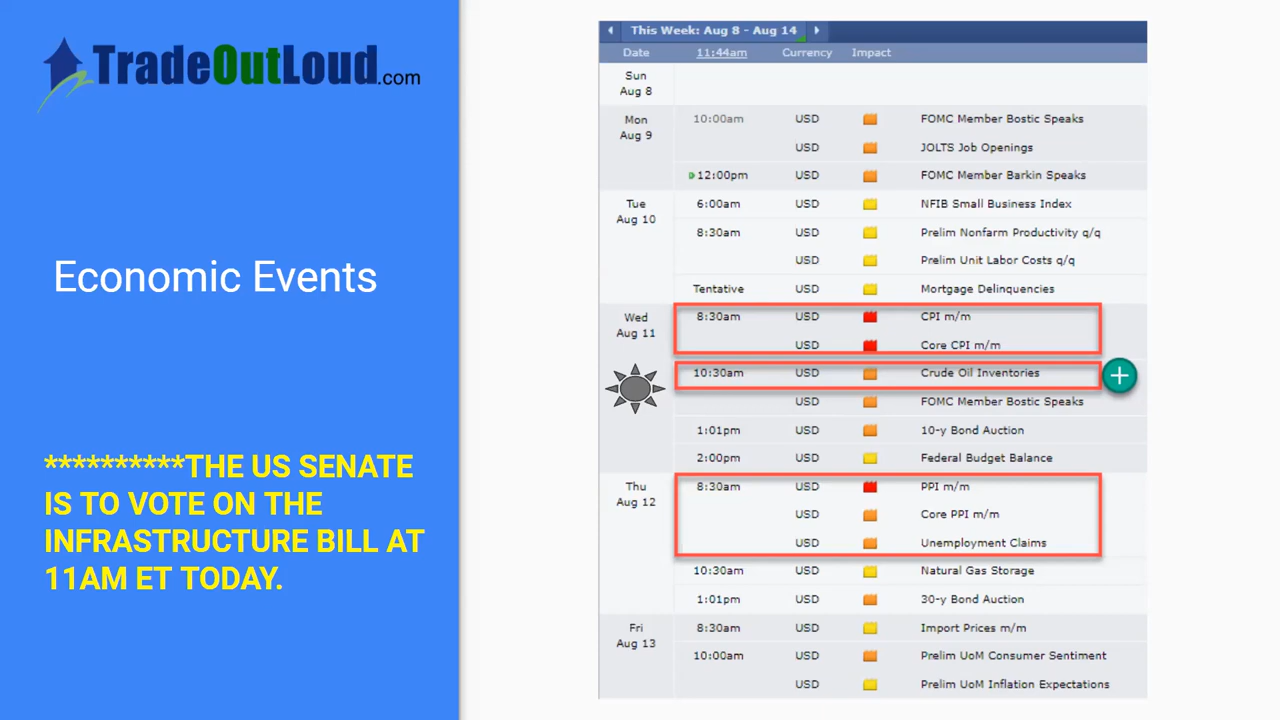 TradeOutLoud.com
Economic Events
**********THE US SENATE
IS TO VOTE ON THE
INFRASTRUCTURE BILL AT
11AM ET TODAY.
This Week: Aug 8 - Aug 14
Date 11:44am Currency Impact
Sun
Aug 8
Mon
Aug 9
10:00am USD FOMC Member Bostic Speaks
USD JOLTS Job Openings
12:00pm USD FOMC Member Barkin Speaks
Tue
Aug 10
6:00am USD NFIB Small Business Index
8:30am USD Prelim Nonfarm Productivity q/q
USD Prelim Unit Labor Costs q/q
Tentative USD Mortgage Delinquencies
Wed
Aug 11
8:30am USD CPI m/m
USD Core CPI m/m
10:30am USD Crude Oil Inventories
USD FOMC Member Bostic Speaks
1:01pm USD 10-y Bond Auction
2:00pm USD Federal Budget Balance
Thu
Aug 12
8:30am USD PPI m/m
USD Core PPI m/m
USD Unemployment Claims
10:30am USD Natural Gas Storage
1:01pm USD 30-y Bond Auction
Fri
Aug 13
8:30am USD Import Prices m/m
10:00am USD Prelim UoM Consumer Sentiment
USD Prelim UoM Inflation Expectations